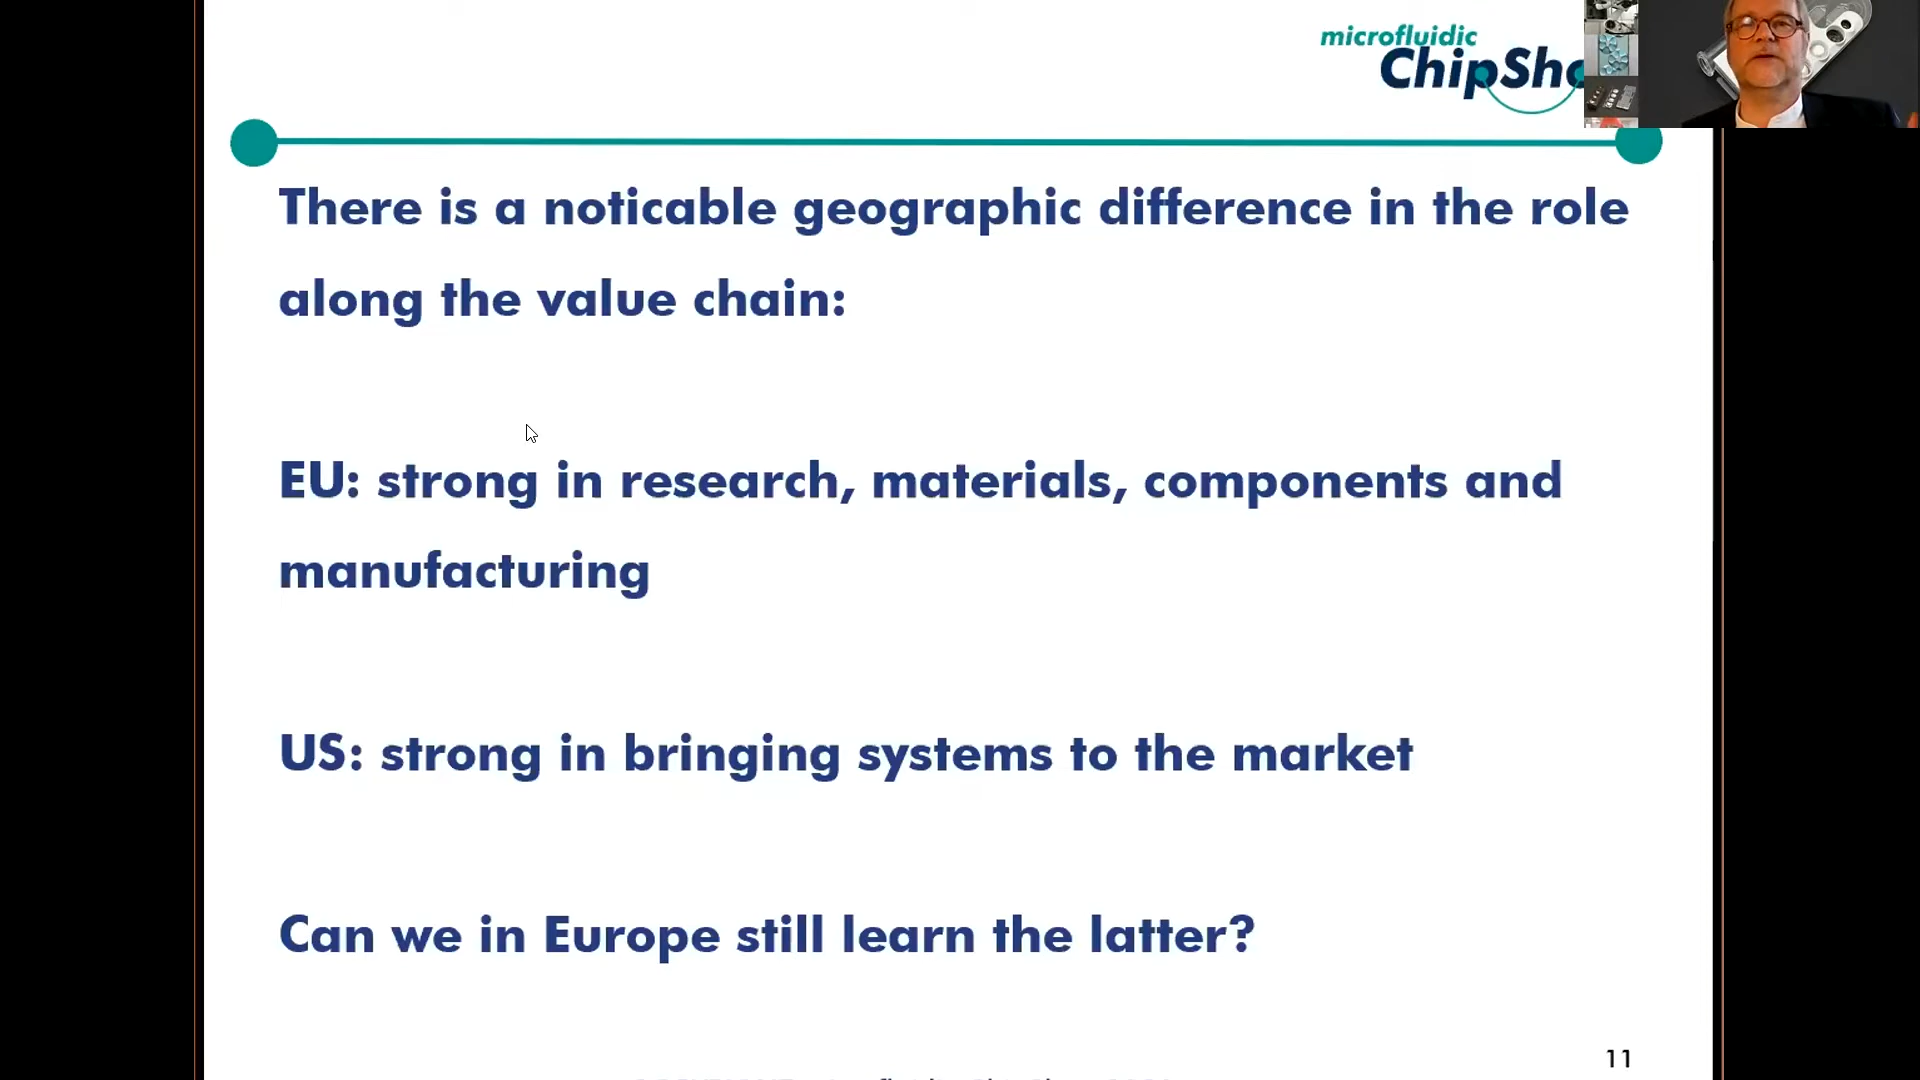 microfluidic
ChipSho
There is a noticable geographic difference in the role
along the value chain:
EU: strong in research, materials, components and
manufacturing
US: strong in bringing systems to the market
Can we in Europe still learn the latter?
11